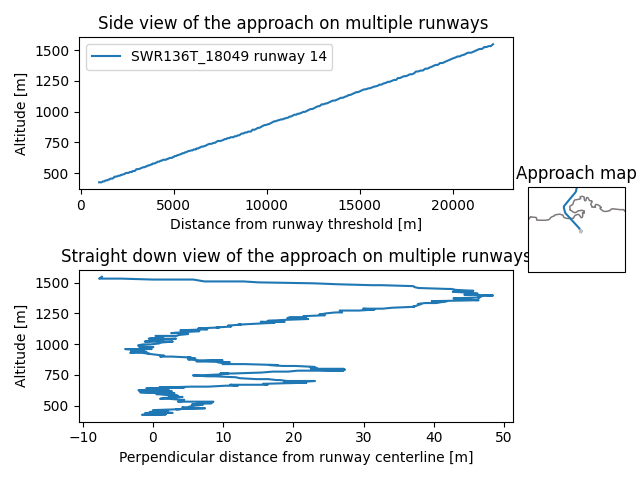 Side view of the approach on multiple runways
SWR136T_18049 runway 14
Altitude [m]
1500
1250
1000
750
500
0
5000
10000
15000
20000
Distance from runway threshold [m]
Approach map
Straight down view of the approach on multiple runways
Altitude [m]
1500
1250
1000
750
500
−10
0
10
20
30
40
50
Perpendicular distance from runway centerline [m]